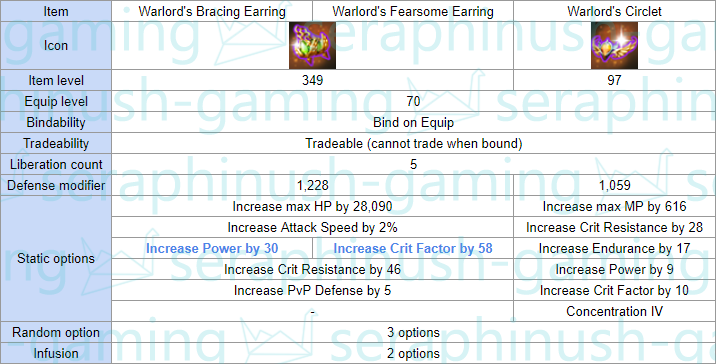 Item Warlord's Bracing Earring Warlord's Fearsome Earring Warlord's Circlet
Icon
Item level 349 97
Equip level 70
Bindability Bind on Equip
Tradeability Tradeable (cannot trade when bound)
Liberation count 5
Defense modifier 1,228 1,059
Static options
Increase max HP by 28,090 Increase max MP by 616
Increase Attack Speed by 2% Increase Crit Resistance by 28
Increase Power by 30 Increase Crit Factor by 58 Increase Endurance by 17
Increase Crit Resistance by 46 Increase Power by 9
Increase PvP Defense by 5 Increase Crit Factor by 10
- Concentration IV
Random option 3 options
Infusion 2 options
seraphinush-gaming